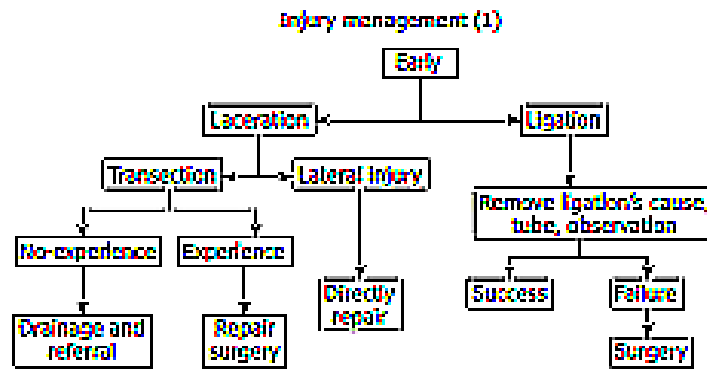 Injury menagement (1)
Early
Laceration
Ligation
Transection
Lateral injury
Remove ligation/s cause,
tube, observation
No-experience
Experience
Directly
repair
Success
Failure
Drainage and
referral
Repair
surgery
Surgery